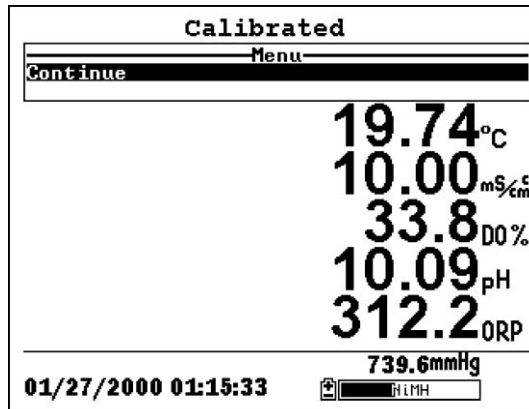 Calibrated
Menu
Continue
19.74°C
10.00mS/cm c
33.8DO%
10.09pH
312.2ORP
739.6mmHg
01/27/2000 01:15:33 NiMH